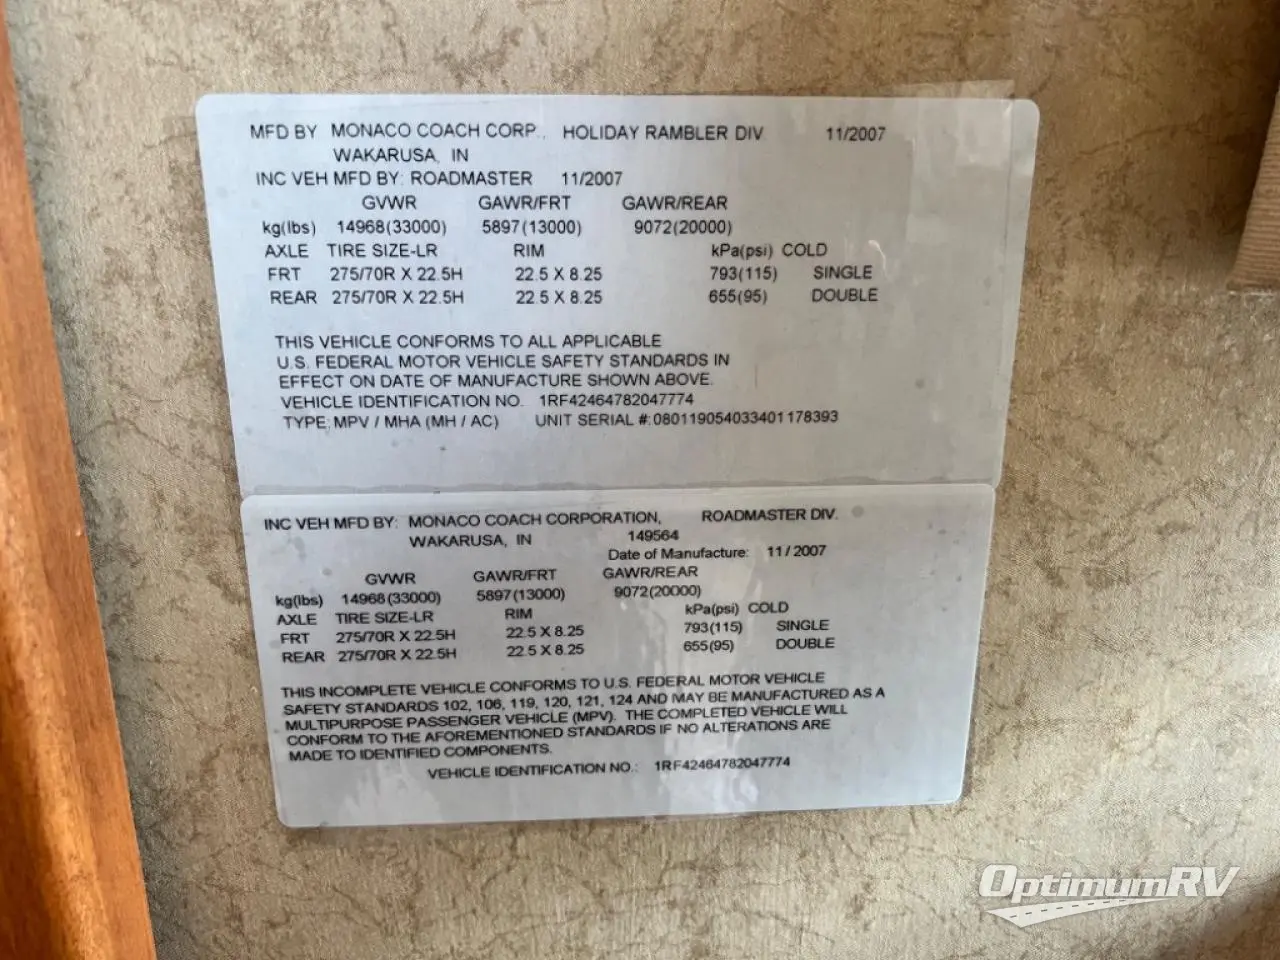 MFD BY MONACO COACH CORP., HOLIDAY RAMBLER DIV 11/2007
WAKARUSA, IN
INC VEH MFD BY: ROADMASTER 11/2007
GVWR GAWR/FRT GAWR/REAR
kg(lbs) 14968(33000) 5897(13000) 9072(20000)
AXLE TIRE SIZE-LR RIM kPa(psi) COLD
FRT 275/70R X 22.5H 22.5 X 8.25 793(115) SINGLE
REAR 275/70R X 22.5H 22.5 X 8.25 655(95) DOUBLE
THIS VEHICLE CONFORMS TO ALL APPLICABLE
U.S. FEDERAL MOTOR VEHICLE SAFETY STANDARDS IN
EFFECT ON DATE OF MANUFACTURE SHOWN ABOVE.
VEHICLE IDENTIFICATION NO. 1RF42464782047774
TYPE: MPV / MHA (MH / AC) UNIT SERIAL #:080119054033401178393
INC VEH MFD BY: MONACO COACH CORPORATION, ROADMASTER DIV.
WAKARUSA, IN 149564
Date of Manufacture: 11/2007
GVWR GAWR/FRT GAWR/REAR
kg(lbs) 14968(33000) 5897(13000) 9072(20000)
AXLE TIRE SIZE-LR RIM kPa(psi) COLD
FRT 275/70R X 22.5H 22.5 X 8.25 793(115) SINGLE
REAR 275/70R X 22.5H 22.5 X 8.25 655(95) DOUBLE
THIS INCOMPLETE VEHICLE CONFORMS TO U.S. FEDERAL MOTOR VEHICLE
SAFETY STANDARDS 102, 106, 119, 120, 121, 124 AND MAY BE MANUFACTURED AS A
MULTIPURPOSE PASSENGER VEHICLE (MPV). THE COMPLETED VEHICLE WILL
CONFORM TO THE AFOREMENTIONED STANDARDS IF NO ALTERATIONS ARE
MADE TO IDENTIFIED COMPONENTS.
VEHICLE IDENTIFICATION NO.: 1RF42464782047774
OptimumRV